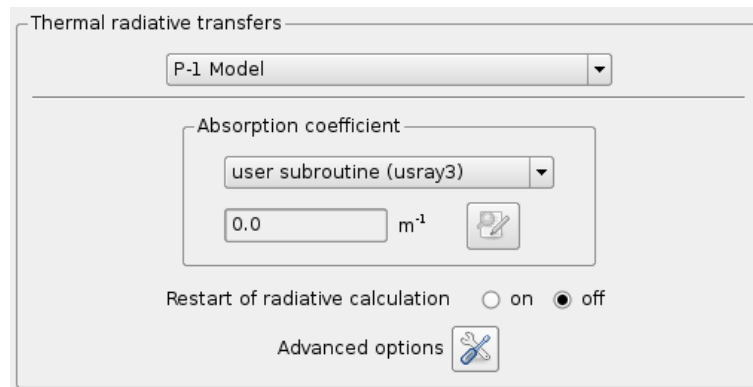 Thermal radiative transfers
P-1 Model
Absorption coefficient
user subroutine (usray3)
0.0 m⁻¹
Restart of radiative calculation on off
Advanced options